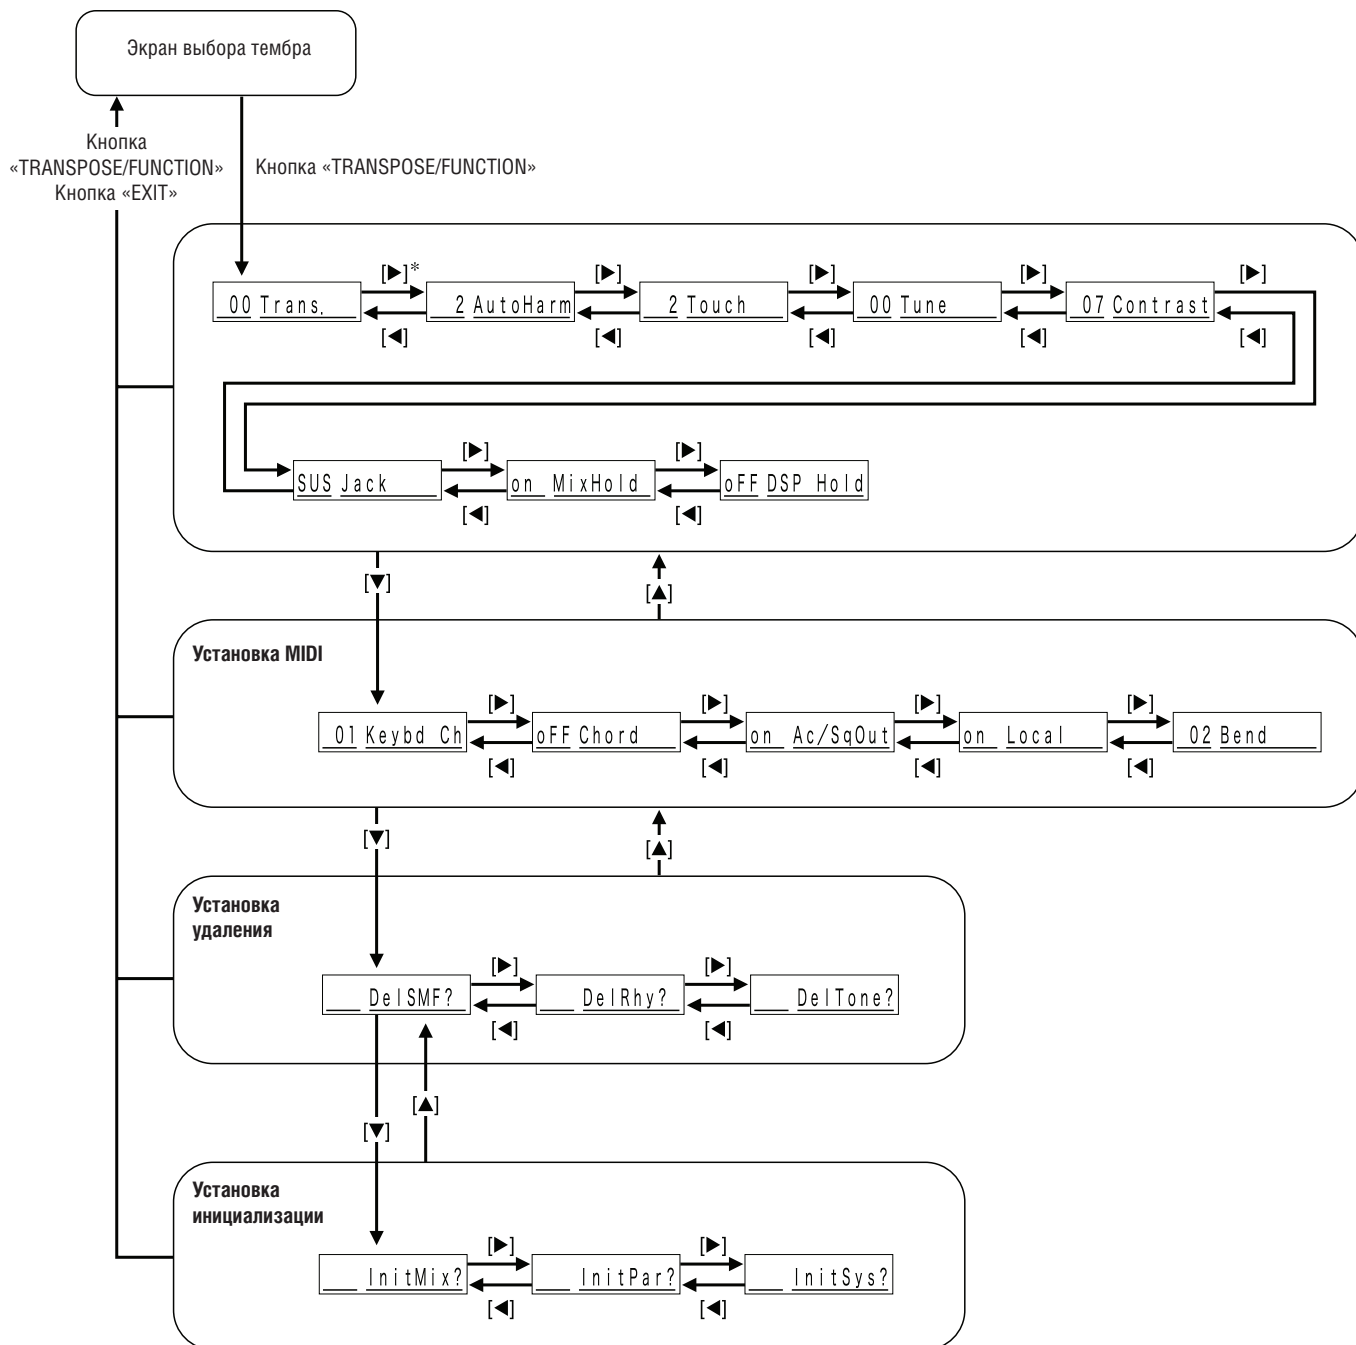 Экран выбора тембра
Кнопка
«TRANSPOSE/FUNCTION»
Кнопка «EXIT»
Кнопка «TRANSPOSE/FUNCTION»
[▶]* [▶] [▶] [▶] [▶]
00 Trans. 2 AutoHarm 2 Touch 00 Tune 07 Contrast
[◀] [◀] [◀] [◀] [◀]
[▶] [▶]
SUS Jack on MixHold oFF DSP Hold
[◀] [◀]
[▼] [▲]
Установка MIDI
[▶] [▶] [▶] [▶]
01 Keybd Ch oFF Chord on Ac/SqOut on Local 02 Bend
[◀] [◀] [◀] [◀]
[▼] [▲]
Установка
удаления
[▶] [▶]
DelSMF? DelRhy? DelTone?
[◀] [◀]
[▲]
[▼]
Установка
инициализации
[▶] [▶]
InitMix? InitPar? InitSys?
[◀] [◀]